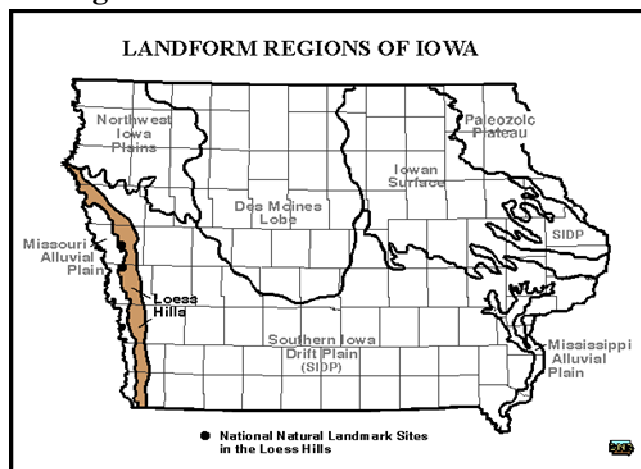 LANDFORM REGIONS OF IOWA
Northwest
Iowa
Plains
Paleozoic
Plateau
Iowan
Surface
Des Moines
Lobe
SIDP
Missouri
Alluvial
Plain
Loess
Hills
Southern Iowa
Drift Plain
(SIDP)
Mississippi
Alluvial
Plain
National Natural Landmark Sites
in the Loess Hills